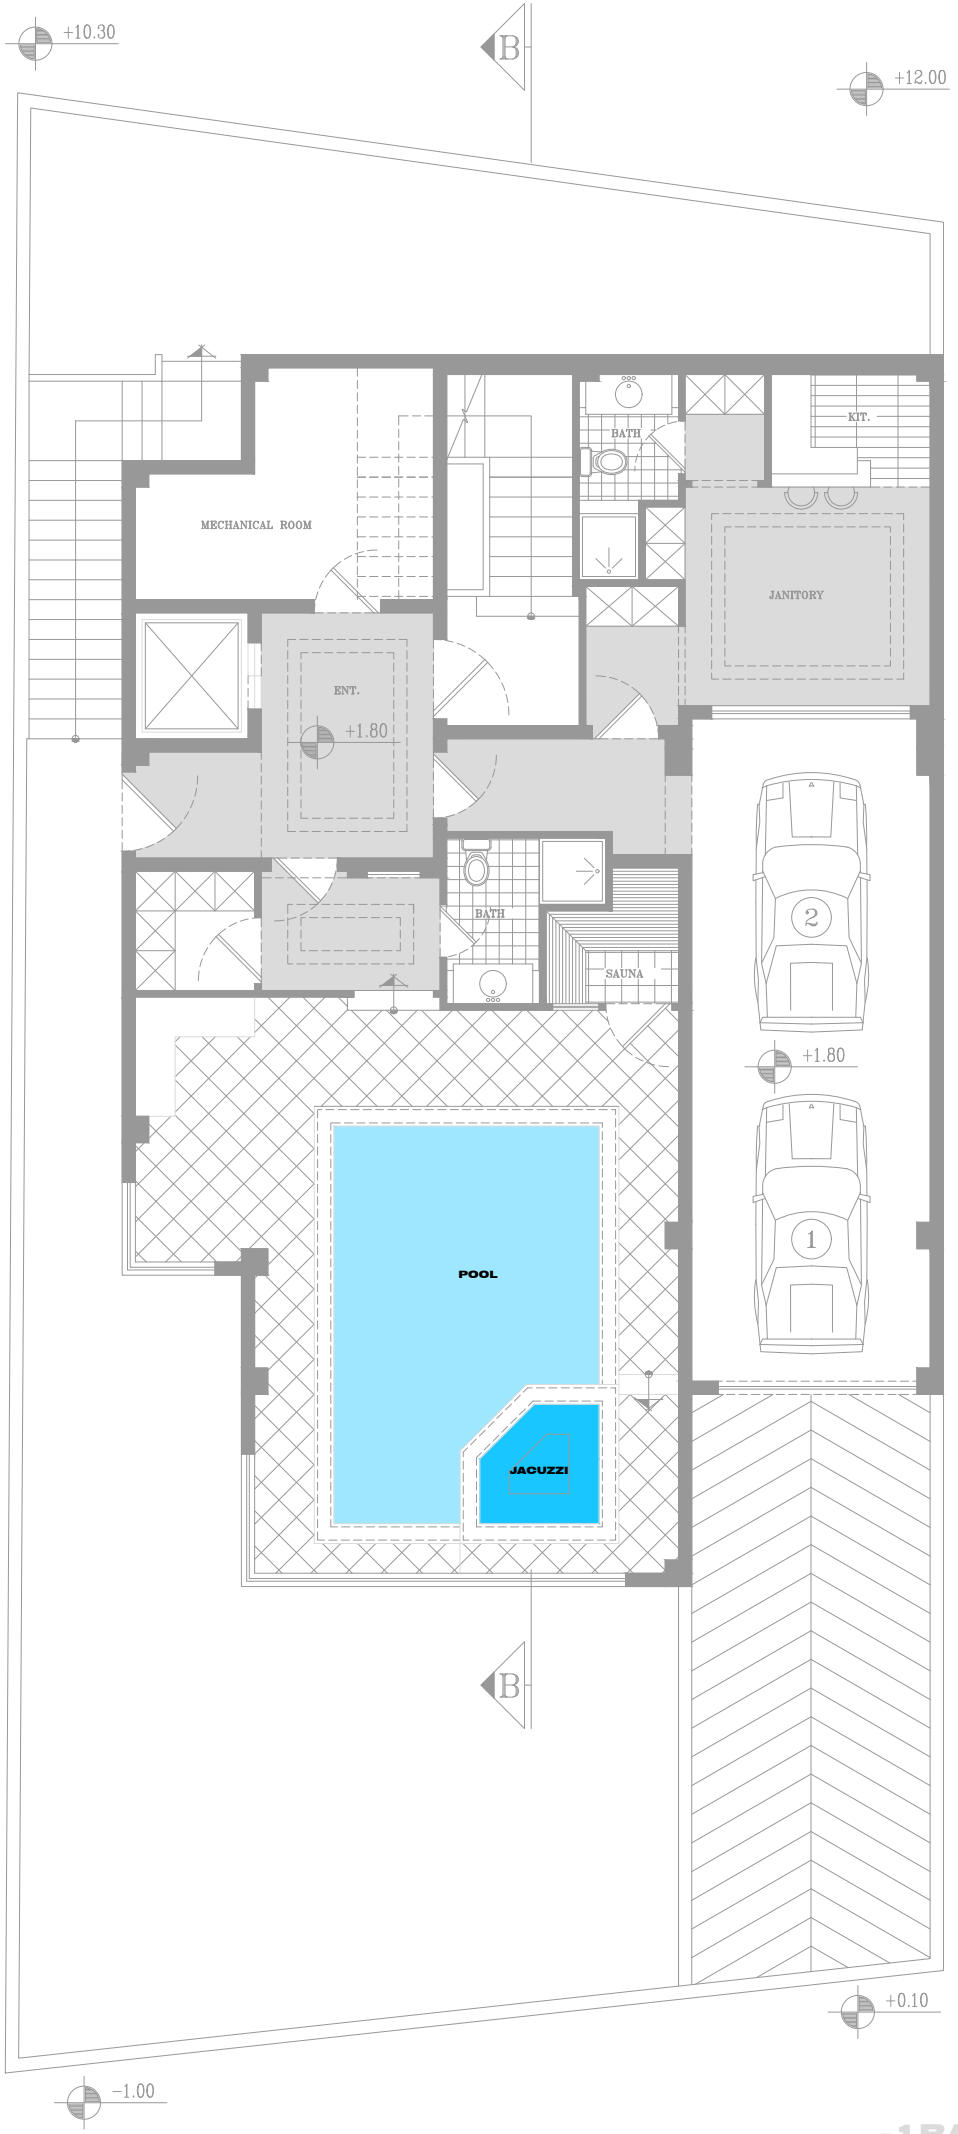 +10.30
B
+12.00
KIT.
BATH
MECHANICAL ROOM
JANITORY
ENT.
+1.80
2
BATH
SAUNA
+1.80
1
POOL
JACUZZI
B
+0.10
-1.00